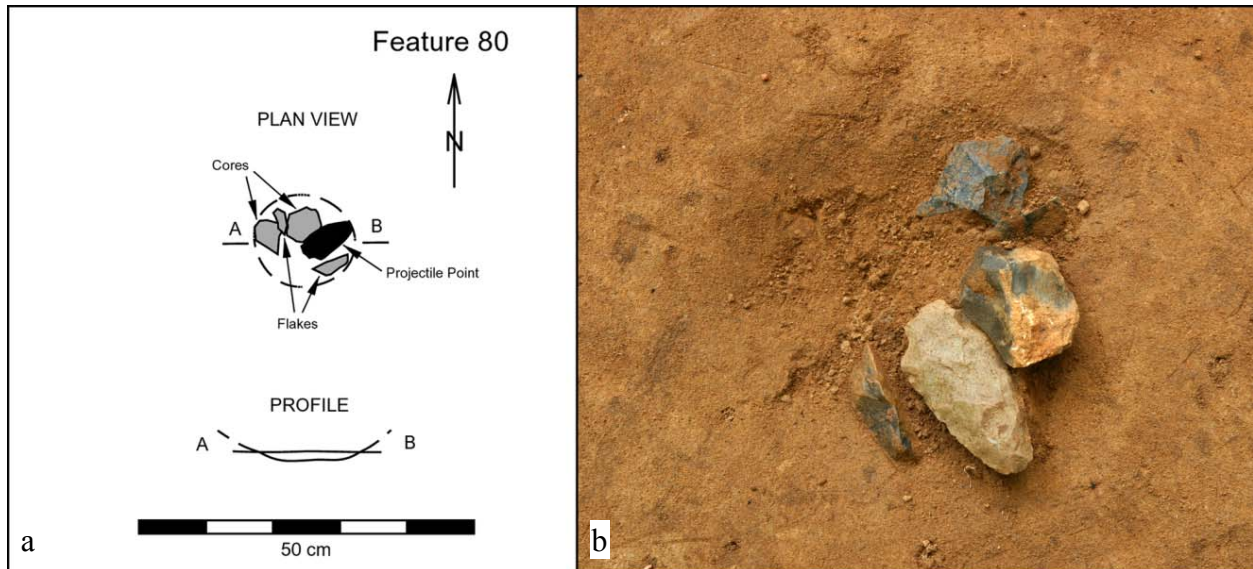 Feature 80
N
PLAN VIEW
Cores
A
B
Projectile Point
Flakes
PROFILE
A
B
50 cm
a
b